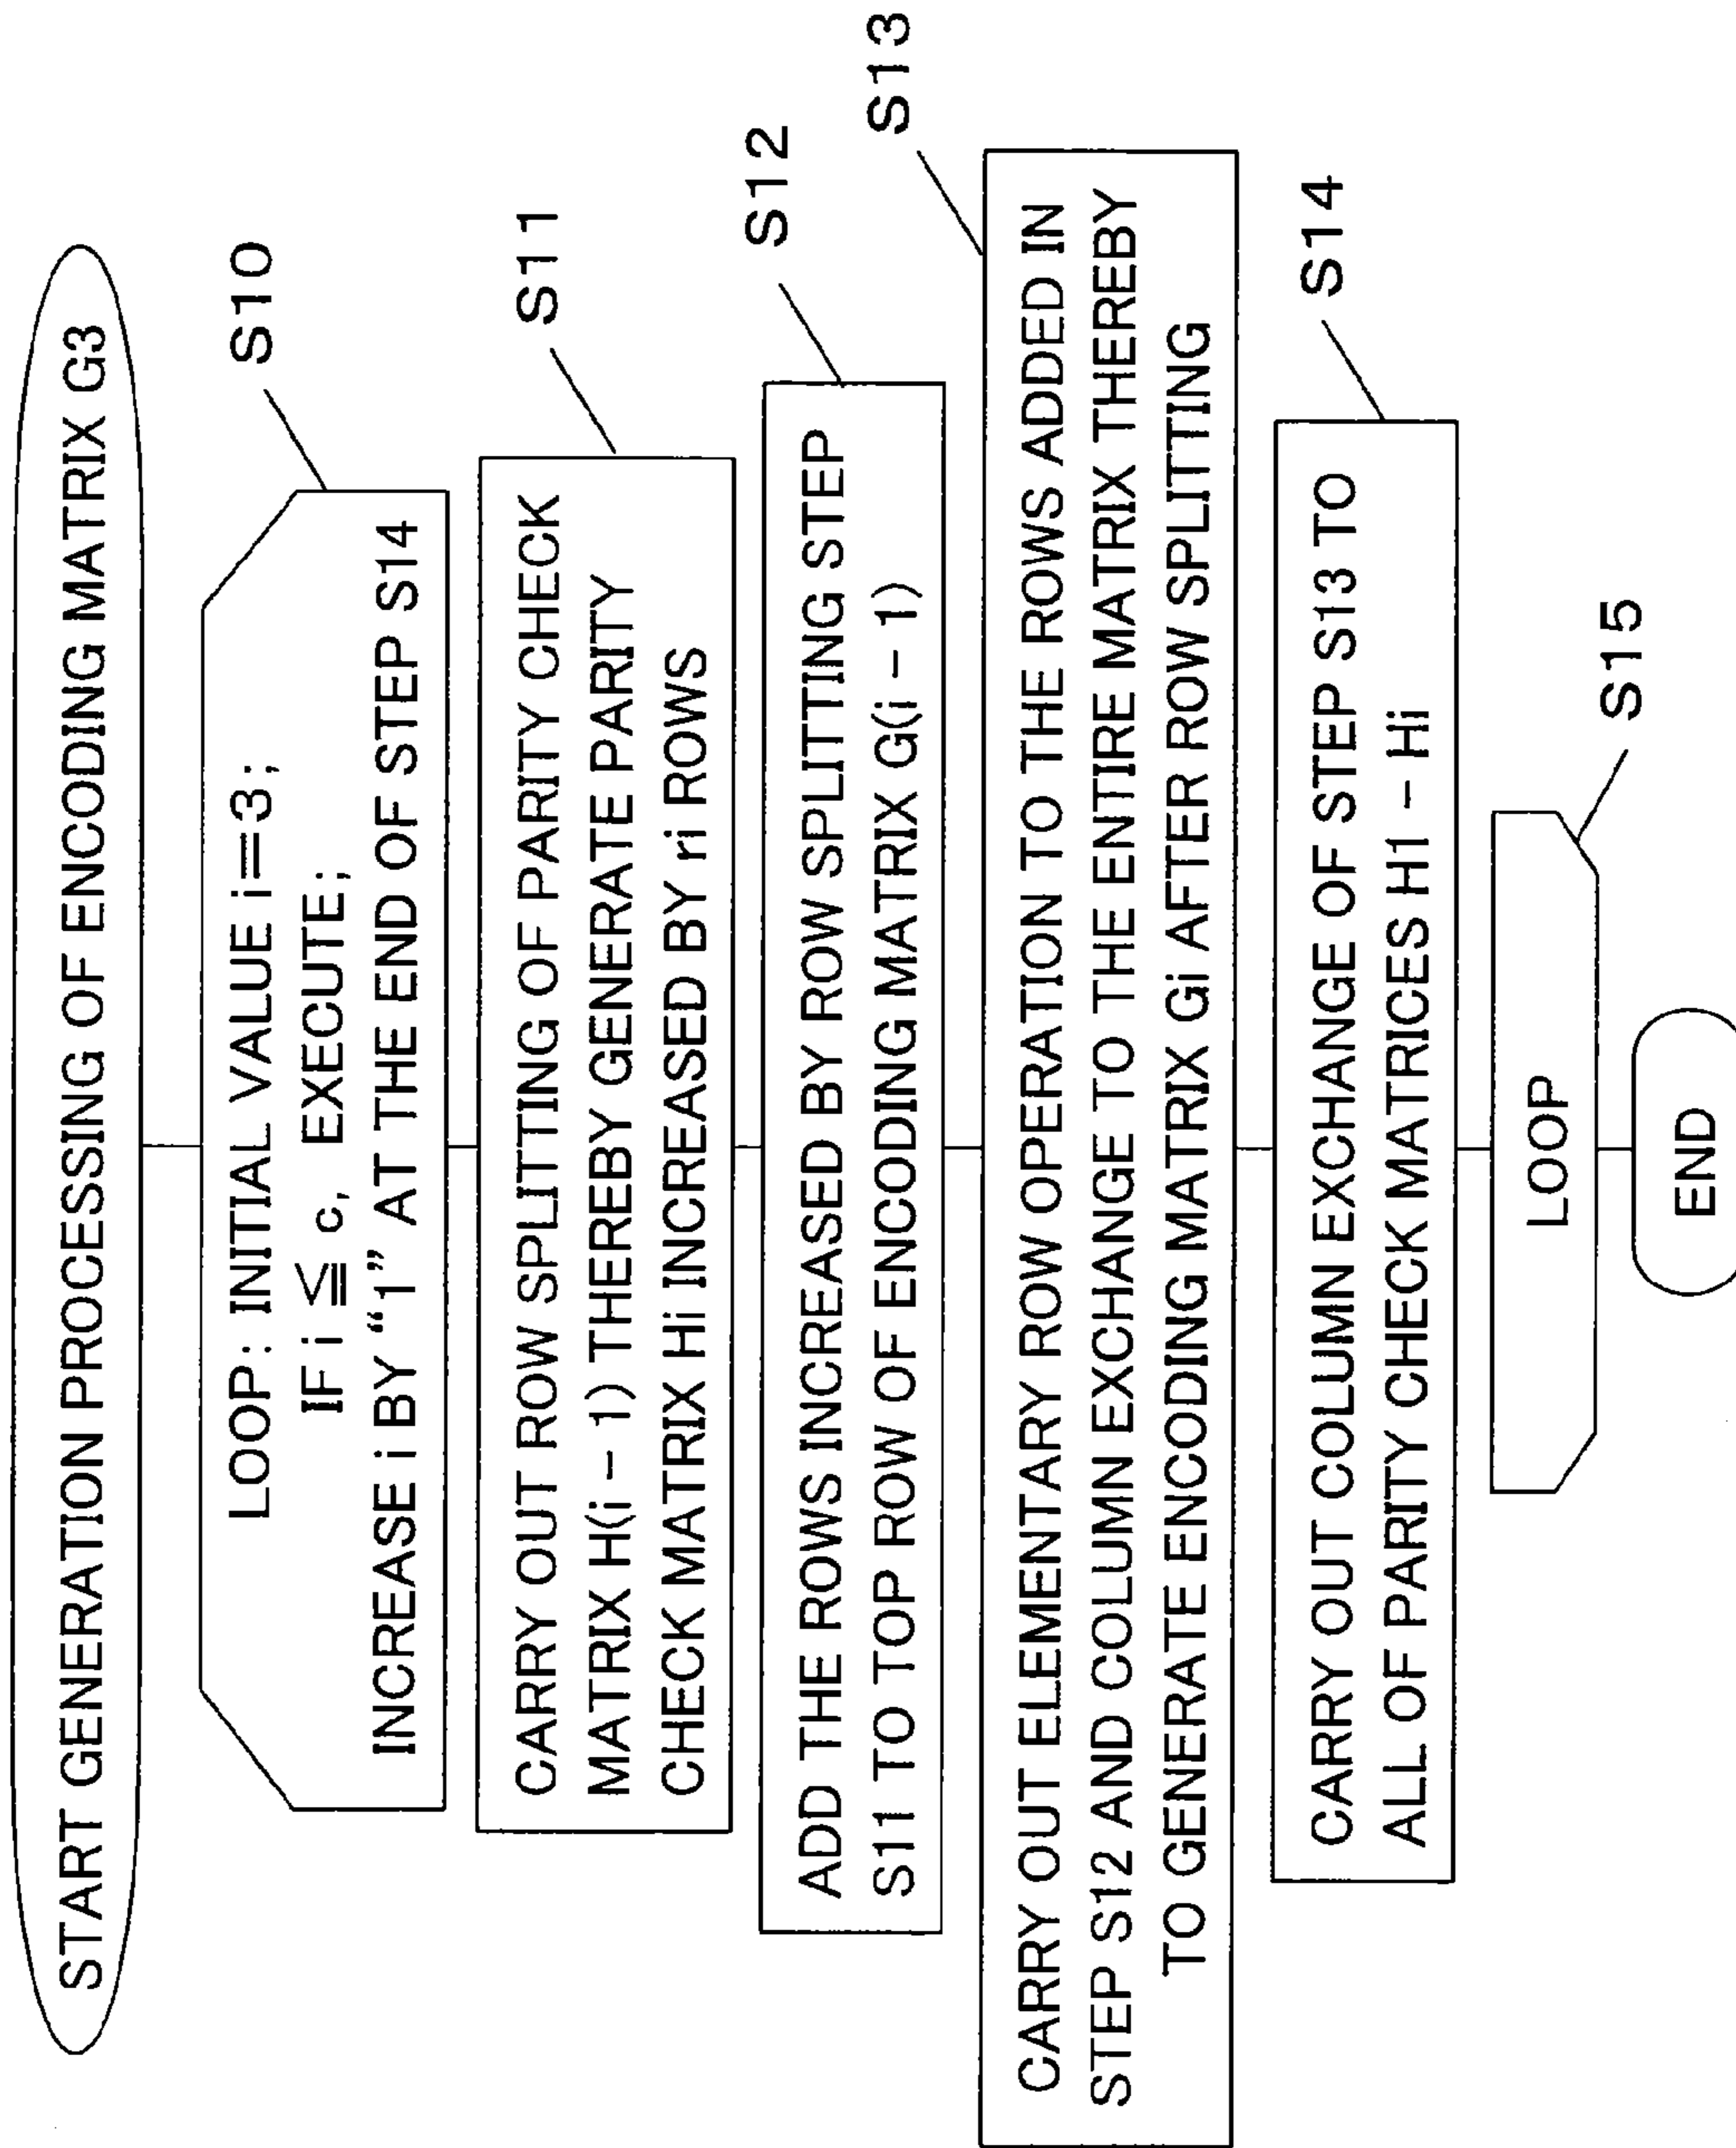 START GENERATION PROCESSING OF ENCODING MATRIX G3
S10
LOOP: INITIAL VALUE i=3;
IF i ≦ c, EXECUTE;
INCREASE i BY “1” AT THE END OF STEP S14
S11
CARRY OUT ROW SPLITTING OF PARITY CHECK
MATRIX H(i − 1) THEREBY GENERATE PARITY
CHECK MATRIX Hi INCREASED BY ri ROWS
S12
ADD THE ROWS INCREASED BY ROW SPLITTING STEP
S11 TO TOP ROW OF ENCODING MATRIX G(i − 1)
S13
CARRY OUT ELEMENTARY ROW OPERATION TO THE ROWS ADDED IN
STEP S12 AND COLUMN EXCHANGE TO THE ENTIRE MATRIX THEREBY
TO GENERATE ENCODING MATRIX Gi AFTER ROW SPLITTING
S14
CARRY OUT COLUMN EXCHANGE OF STEP S13 TO
ALL OF PARITY CHECK MATRICES H1 − Hi
S15
LOOP
END